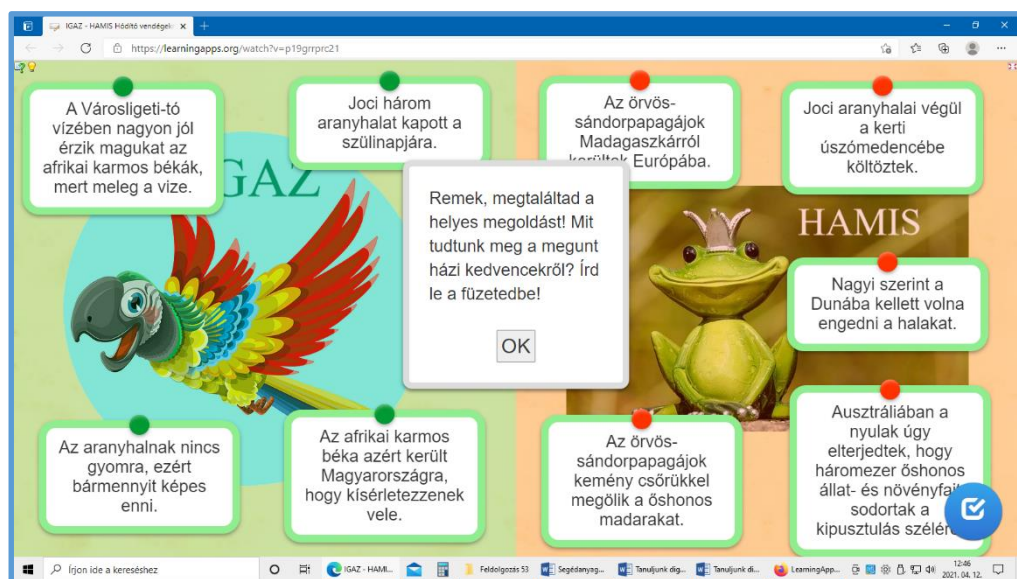 IGAZ - HAMIS Hódító vendégek
https://learningapps.org/watch?v=p19grrprc21
A Városligeti-tó
vizében nagyon jól
érzik magukat az
afrikai karmos békák,
mert meleg a vize.
Joci három
aranyhalat kapott a
szülinapjára.
Az örvös-
sándorpapagájok
Madagaszkárról
kerültek Európába.
Joci aranyhalai végül
a kerti
úszómedencébe
költöztek.
IGAZ
HAMIS
Remek, megtaláltad a
helyes megoldást! Mit
tudtunk meg a megunt
házi kedvencekről? Írd
le a füzetedbe!
OK
Nagyi szerint a
Dunába kellett volna
engedni a halakat.
Az aranyhalnak nincs
gyomra, ezért
bármennyit képes
enni.
Az afrikai karmos
béka azért került
Magyarországra,
hogy kísérletezzenek
vele.
Az örvös-
sándorpapagájok
kemény csőrükkel
megölik a őshonos
madarakat.
Ausztráliában a
nyulak úgy
elterjedtek, hogy
háromezer őshonos
állat- és növényfajt
sodortak a
kipusztulás szélére.
Írjon ide a kereséshez
IGAZ - HAMI...
Feldolgozás 53
Segédanyag...
Tanuljunk dig...
Tanuljunk di...
LearningApp...
12:46
2021. 04. 12.